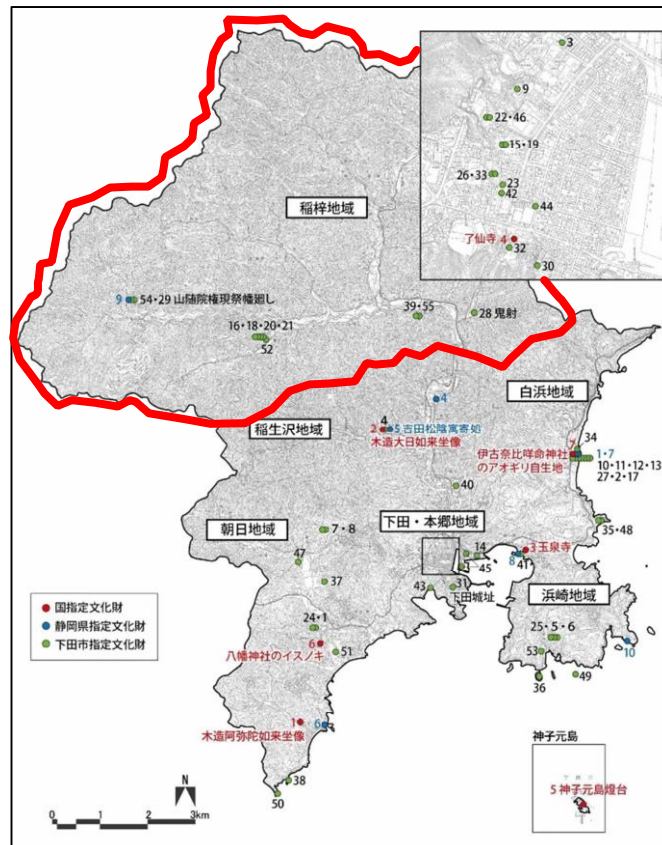 3
9
22・46
15・19
26・33
23
42
44
了仙寺 4
32
30
稲梓地域
9
54・29 山随院権現祭幡廻し
39・55
28 鬼射
16・18・20・21
52
4
白浜地域
稲生沢地域
4
2
5 吉田松陰寓寄処
木造大日如来坐像
34
7
1・7
伊古奈比咩命神社
のアオギリ自生地
10・11・12・13
27・2・17
40
朝日地域
7・8
下田・本郷地域
35・48
47
14
3 玉泉寺
8
41
45
37
43
31
下田城址
浜崎地域
国指定文化財
静岡県指定文化財
下田市指定文化財
24・1
25・5・6
6
八幡神社のイスノキ
51
53
10
36
49
1
6
木造阿弥陀如来坐像
神子元島
5 神子元島燈台
38
50
N
0
1
2
3km